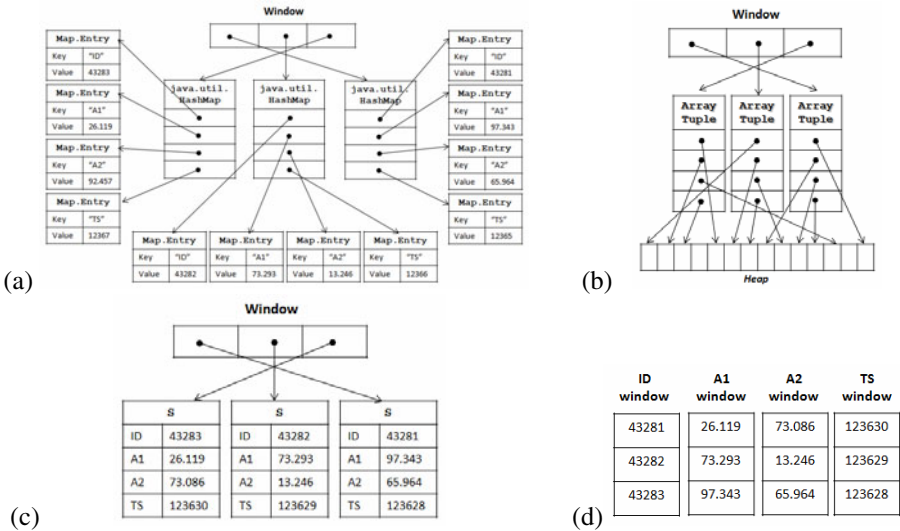 Window
Map.Entry
Key "ID"
Value 43283
Map.Entry
Key "A1"
Value 26.119
Map.Entry
Key "A2"
Value 92.457
Map.Entry
Key "TS"
Value 12367
java.util.
HashMap
java.util.
HashMap
java.util.
HashMap
Map.Entry
Key "ID"
Value 43281
Map.Entry
Key "A1"
Value 97.343
Map.Entry
Key "A2"
Value 65.964
Map.Entry
Key "TS"
Value 12365
Map.Entry
Key "ID"
Value 43282
Map.Entry
Key "A1"
Value 73.293
Map.Entry
Key "A2"
Value 13.246
Map.Entry
Key "TS"
Value 12366
(a)
Window
Array
Tuple
Array
Tuple
Array
Tuple
Heap
(b)
Window
S
ID 43283
A1 26.119
A2 73.086
TS 123630
S
ID 43282
A1 73.293
A2 13.246
TS 123629
S
ID 43281
A1 97.343
A2 65.964
TS 123628
(c)
ID
window
A1
window
A2
window
TS
window
43281 26.119 73.086 123630
43282 73.293 13.246 123629
43283 97.343 65.964 123628
(d)